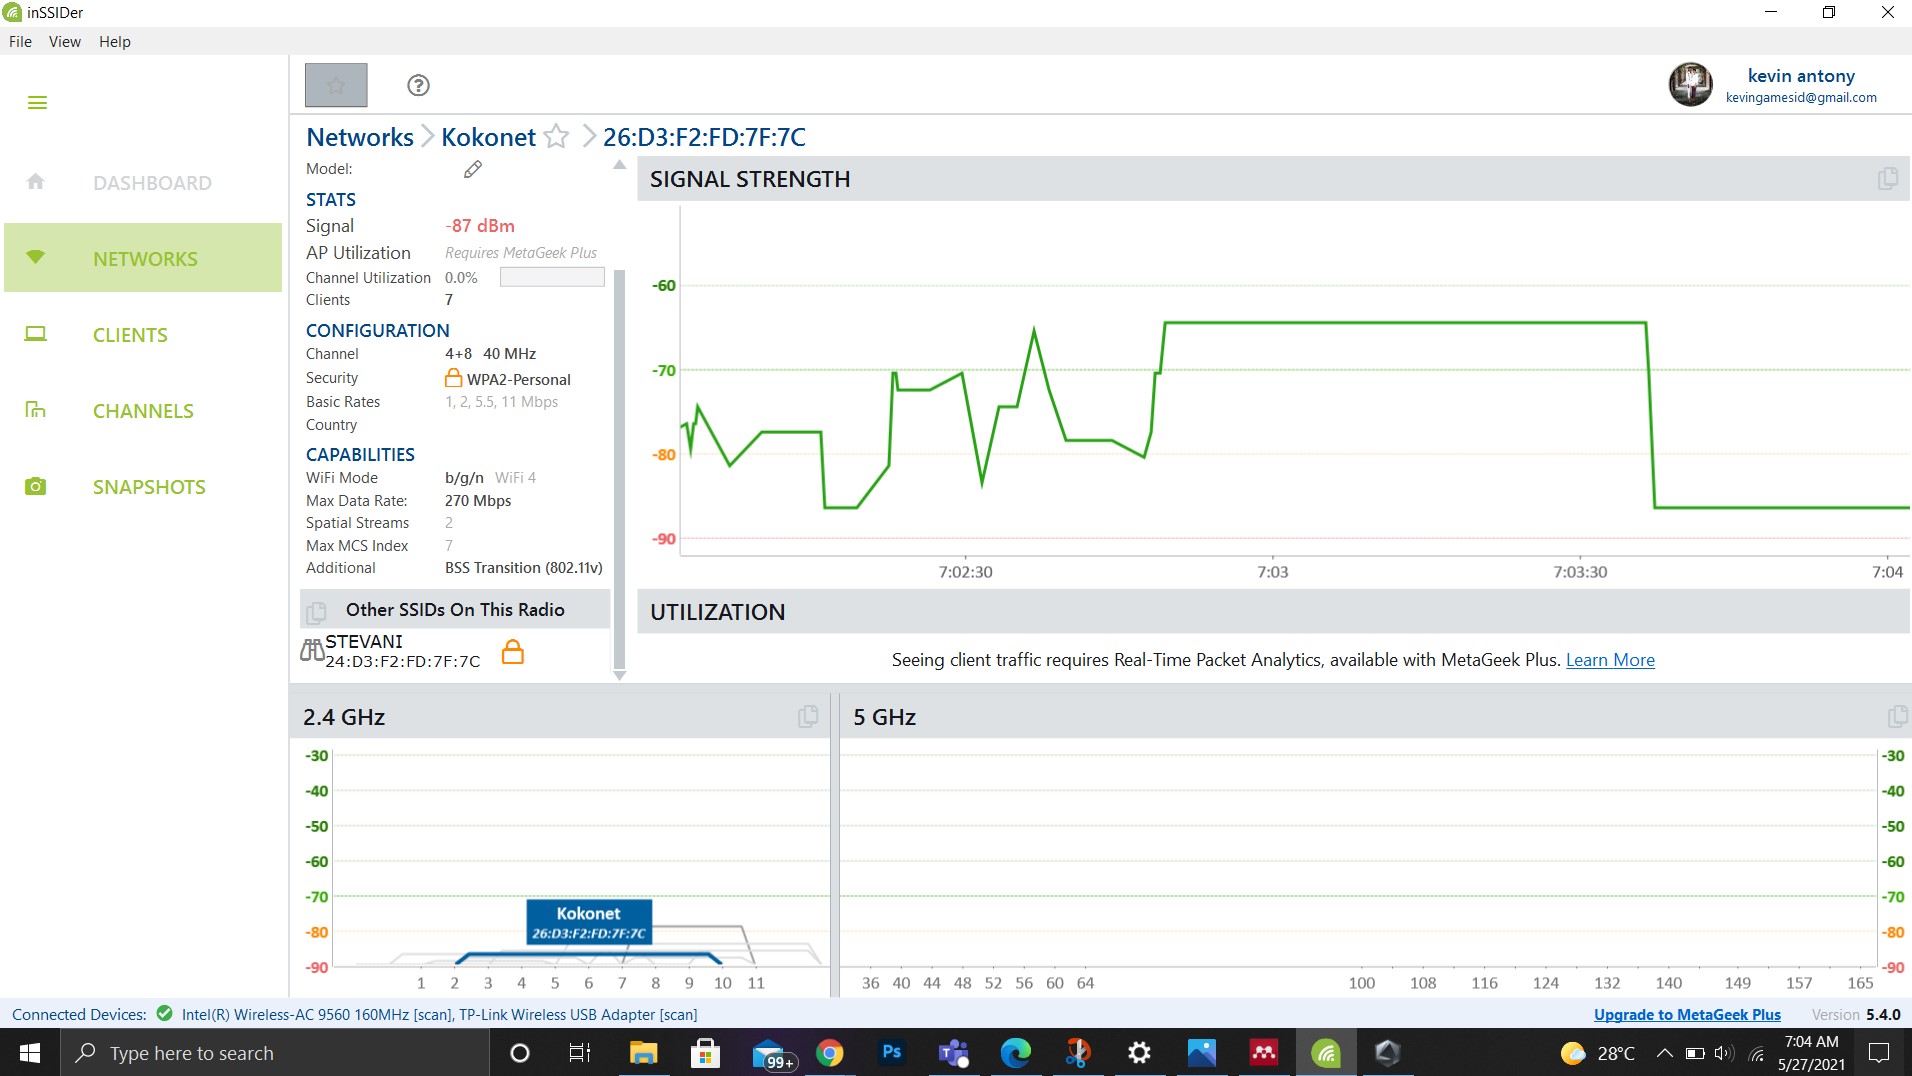 inSSIDer
File View Help
kevin antony
kevingamesid@gmail.com
DASHBOARD
NETWORKS
CLIENTS
CHANNELS
SNAPSHOTS
Networks Kokonet 26:D3:F2:FD:7F:7C
Model:
STATS
Signal -87 dBm
AP Utilization Requires MetaGeek Plus
Channel Utilization 0.0%
Clients 7
CONFIGURATION
Channel 4+8 40 MHz
Security WPA2-Personal
Basic Rates 1, 2, 5.5, 11 Mbps
Country
CAPABILITIES
WiFi Mode b/g/n WiFi 4
Max Data Rate: 270 Mbps
Spatial Streams 2
Max MCS Index 7
Additional BSS Transition (802.11v)
Other SSIDs On This Radio
STEVANI
24:D3:F2:FD:7F:7C
SIGNAL STRENGTH
-60
-70
-80
-90
7:02:30 7:03 7:03:30 7:04
UTILIZATION
Seeing client traffic requires Real-Time Packet Analytics, available with MetaGeek Plus. Learn More
2.4 GHz
-30
-40
-50
-60
-70
-80
-90
Kokonet
26:D3:F2:FD:7F:7C
1 2 3 4 5 6 7 8 9 10 11
5 GHz
-30
-40
-50
-60
-70
-80
-90
36 40 44 48 52 56 60 64 100 108 116 124 132 140 149 157 165
Connected Devices: Intel(R) Wireless-AC 9560 160MHz [scan], TP-Link Wireless USB Adapter [scan]
Upgrade to MetaGeek Plus Version 5.4.0
Type here to search
99+
Ps
28°C
7:04 AM
5/27/2021